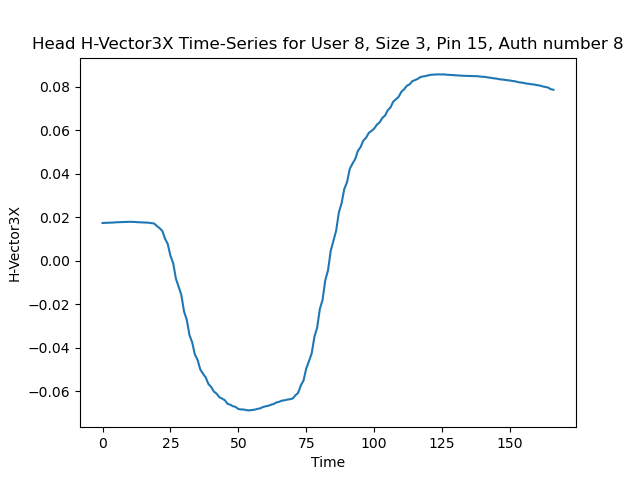 Head H-Vector3X Time-Series for User 8, Size 3, Pin 15, Auth number 8
H-Vector3X
0.08
0.06
0.04
0.02
0.00
−0.02
−0.04
−0.06
0 25 50 75 100 125 150
Time